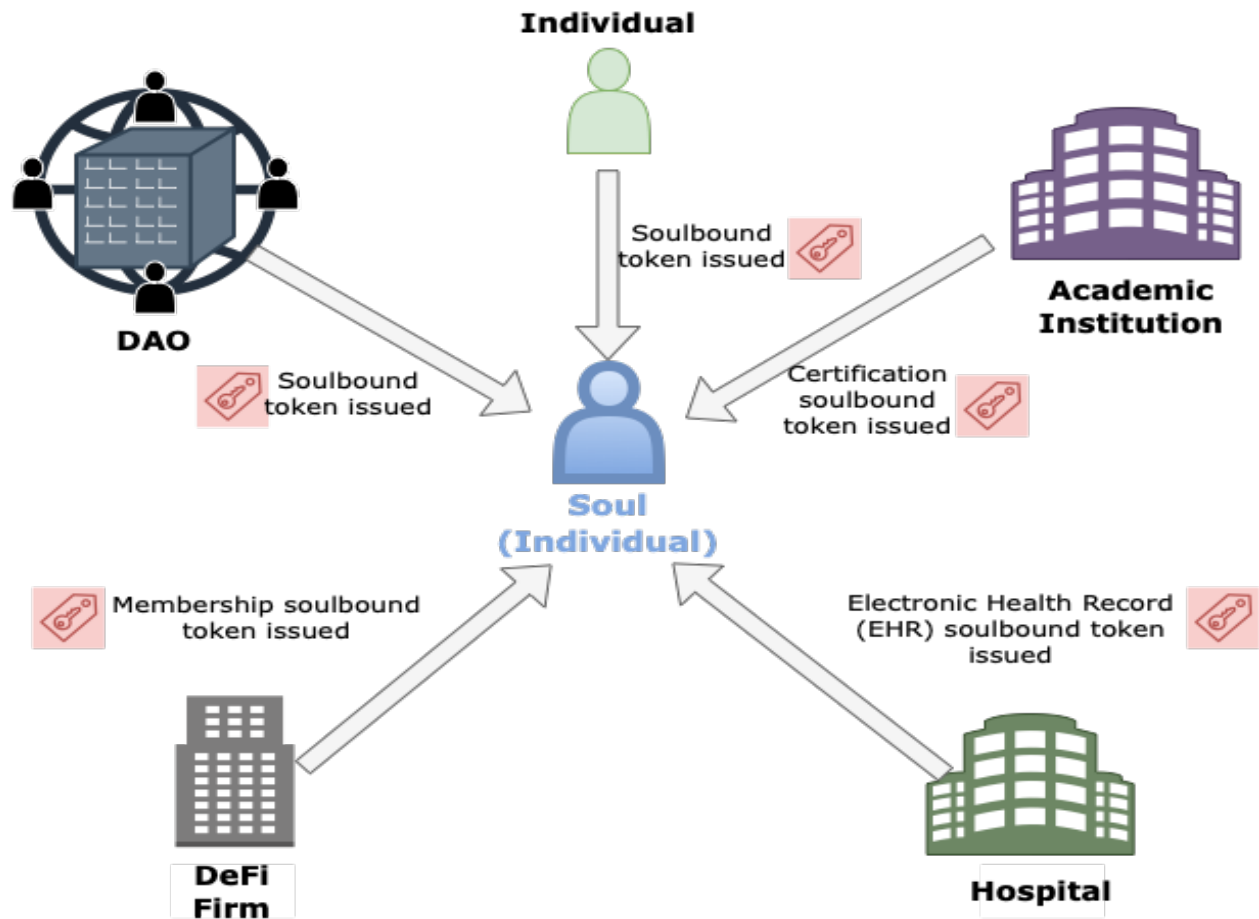 Individual
Soulbound
token issued
Academic
Institution
DAO
Soulbound
token issued
Certification
soulbound
token issued
Soul
(Individual)
Membership soulbound
token issued
Electronic Health Record
(EHR) soulbound token
issued
DeFi
Firm
Hospital